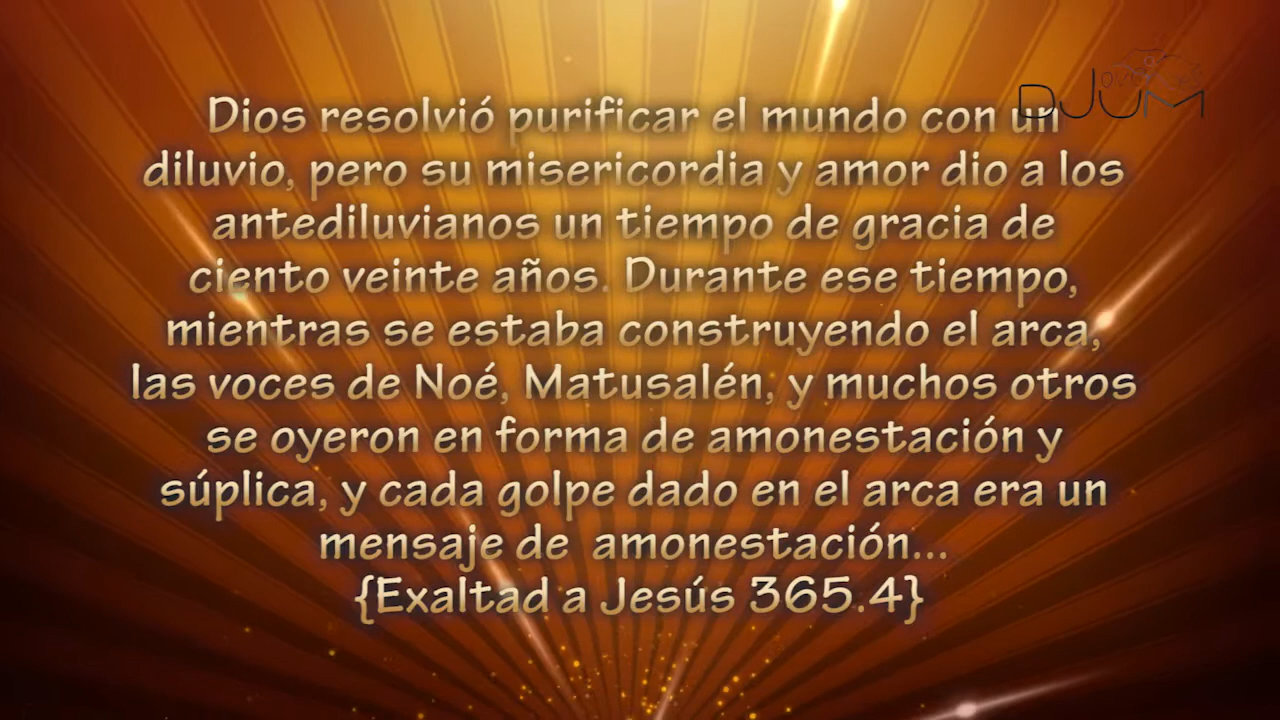 Dios resolvió purificar el mundo con un
diluvio, pero su misericordia y amor dio a los
antediluvianos un tiempo de gracia de
ciento veinte años. Durante ese tiempo,
mientras se estaba construyendo el arca,
las voces de Noé, Matusalén, y muchos otros
se oyeron en forma de amonestación y
súplica, y cada golpe dado en el arca era un
mensaje de amonestación...
{Exaltad a Jesús 365.4}
DJUM